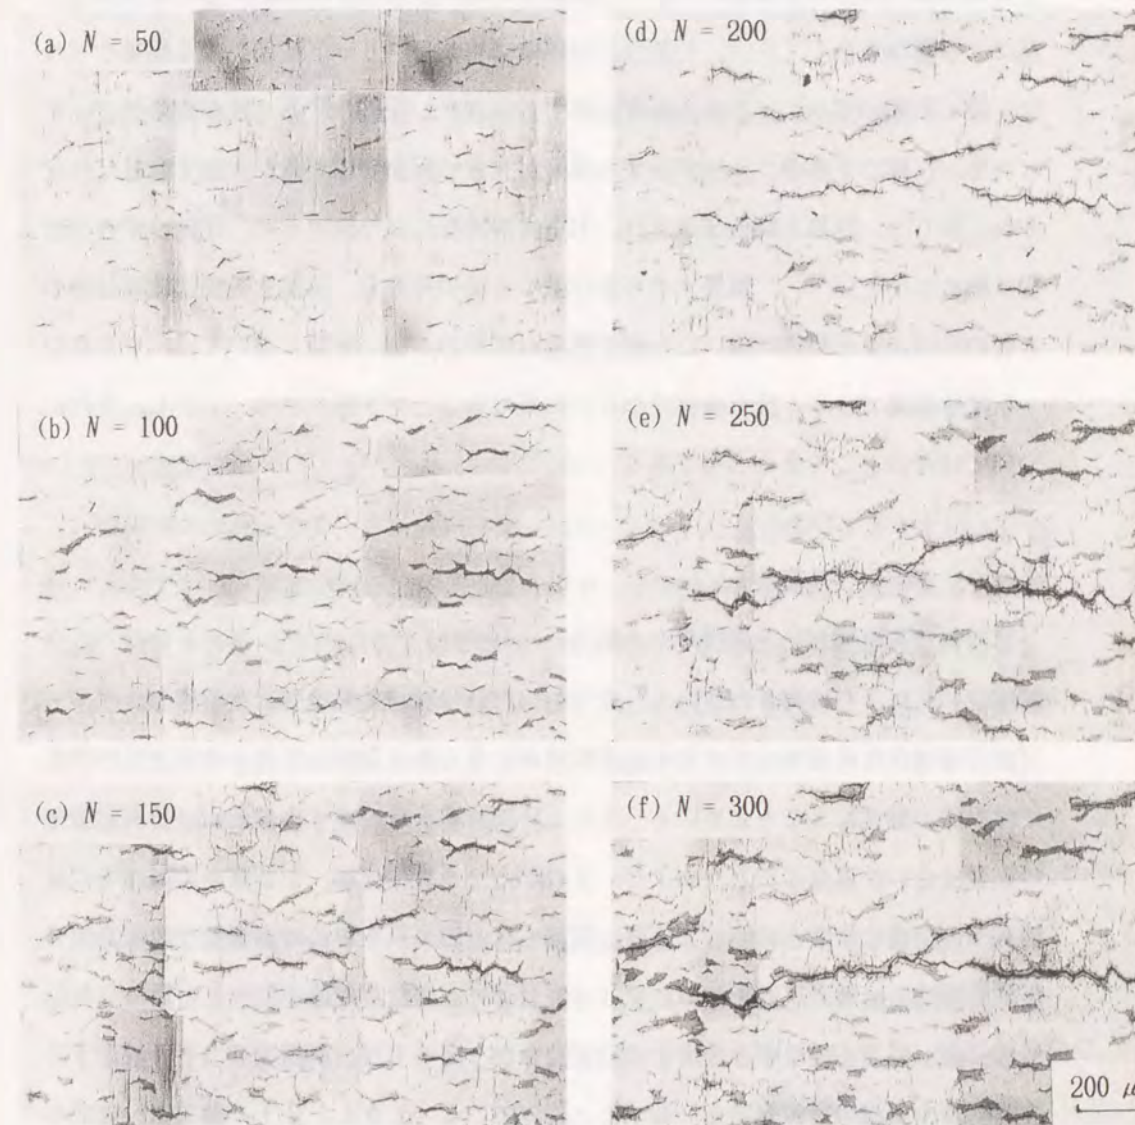 (a) N = 50
(d) N = 200
(b) N = 100
(e) N = 250
(c) N = 150
(f) N = 300
200 μ